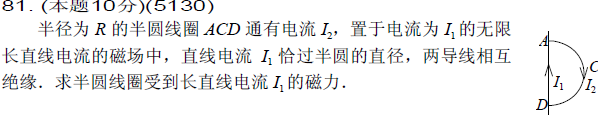 81. (本题10分)(5130)
半径为 R 的半圆线圈 ACD 通有电流 I₂，置于电流为 I₁ 的无限
长直线电流的磁场中，直线电流 I₁ 恰过半圆的直径，两导线相互
绝缘．求半圆线圈受到长直线电流 I₁ 的磁力．
A
C
I₁
I₂
D